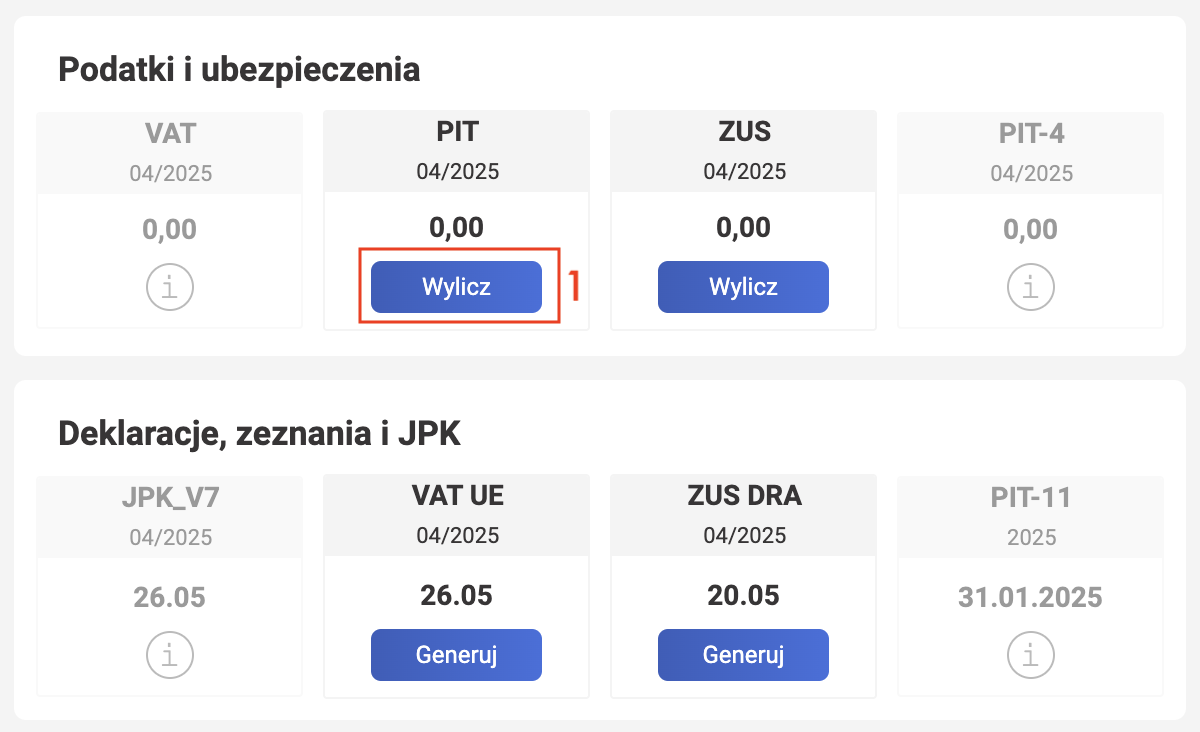 Podatki i ubezpieczenia
VAT
04/2025
0,00
i
PIT
04/2025
0,00
Wylicz
1
ZUS
04/2025
0,00
Wylicz
PIT-4
04/2025
0,00
i
Deklaracje, zeznania i JPK
JPK_V7
04/2025
26.05
i
VAT UE
04/2025
26.05
Generuj
ZUS DRA
04/2025
20.05
Generuj
PIT-11
2025
31.01.2025
i